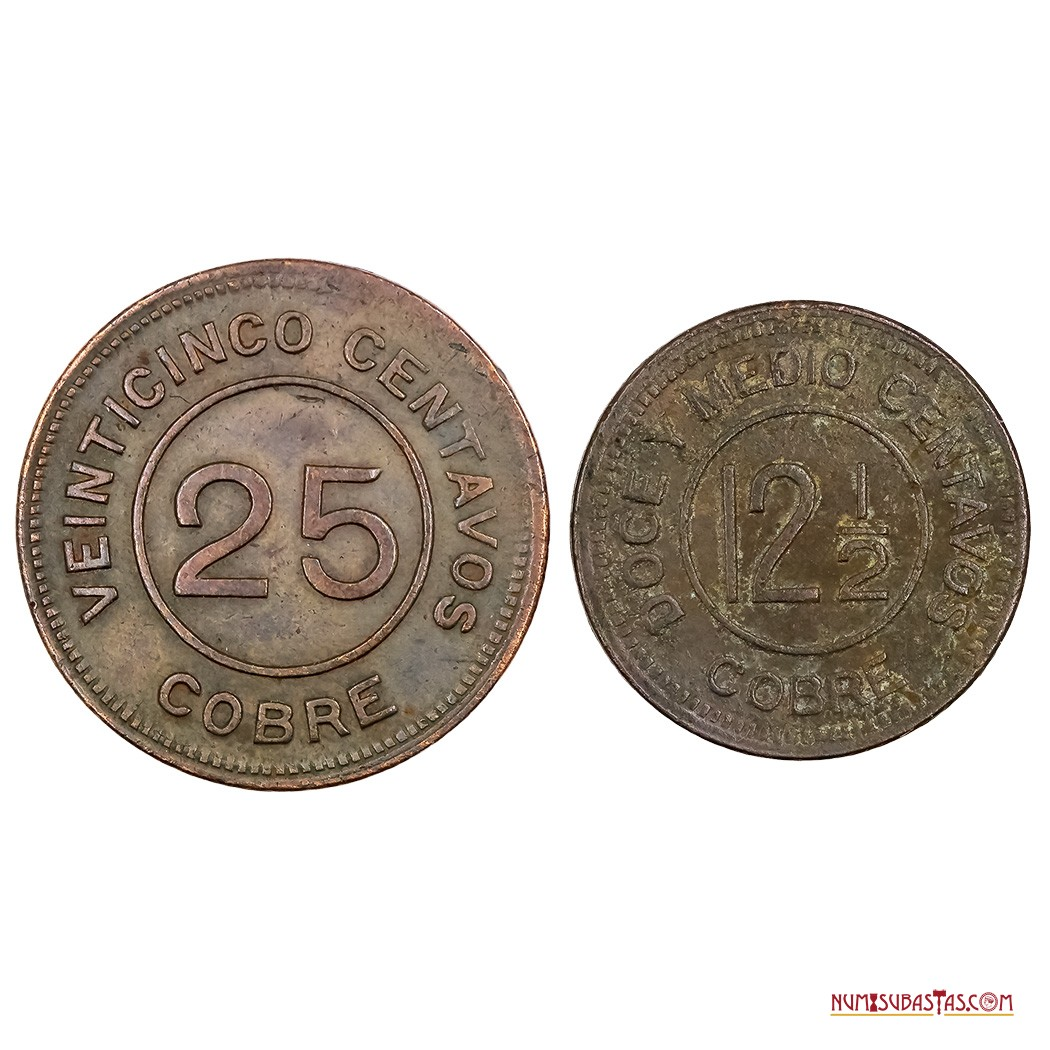 VEINTICINCO CENTAVOS
25
COBRE
DOCE Y MEDIO CENTAVOS
12 1/2
COBRE
NUMISUBASTAS.COM